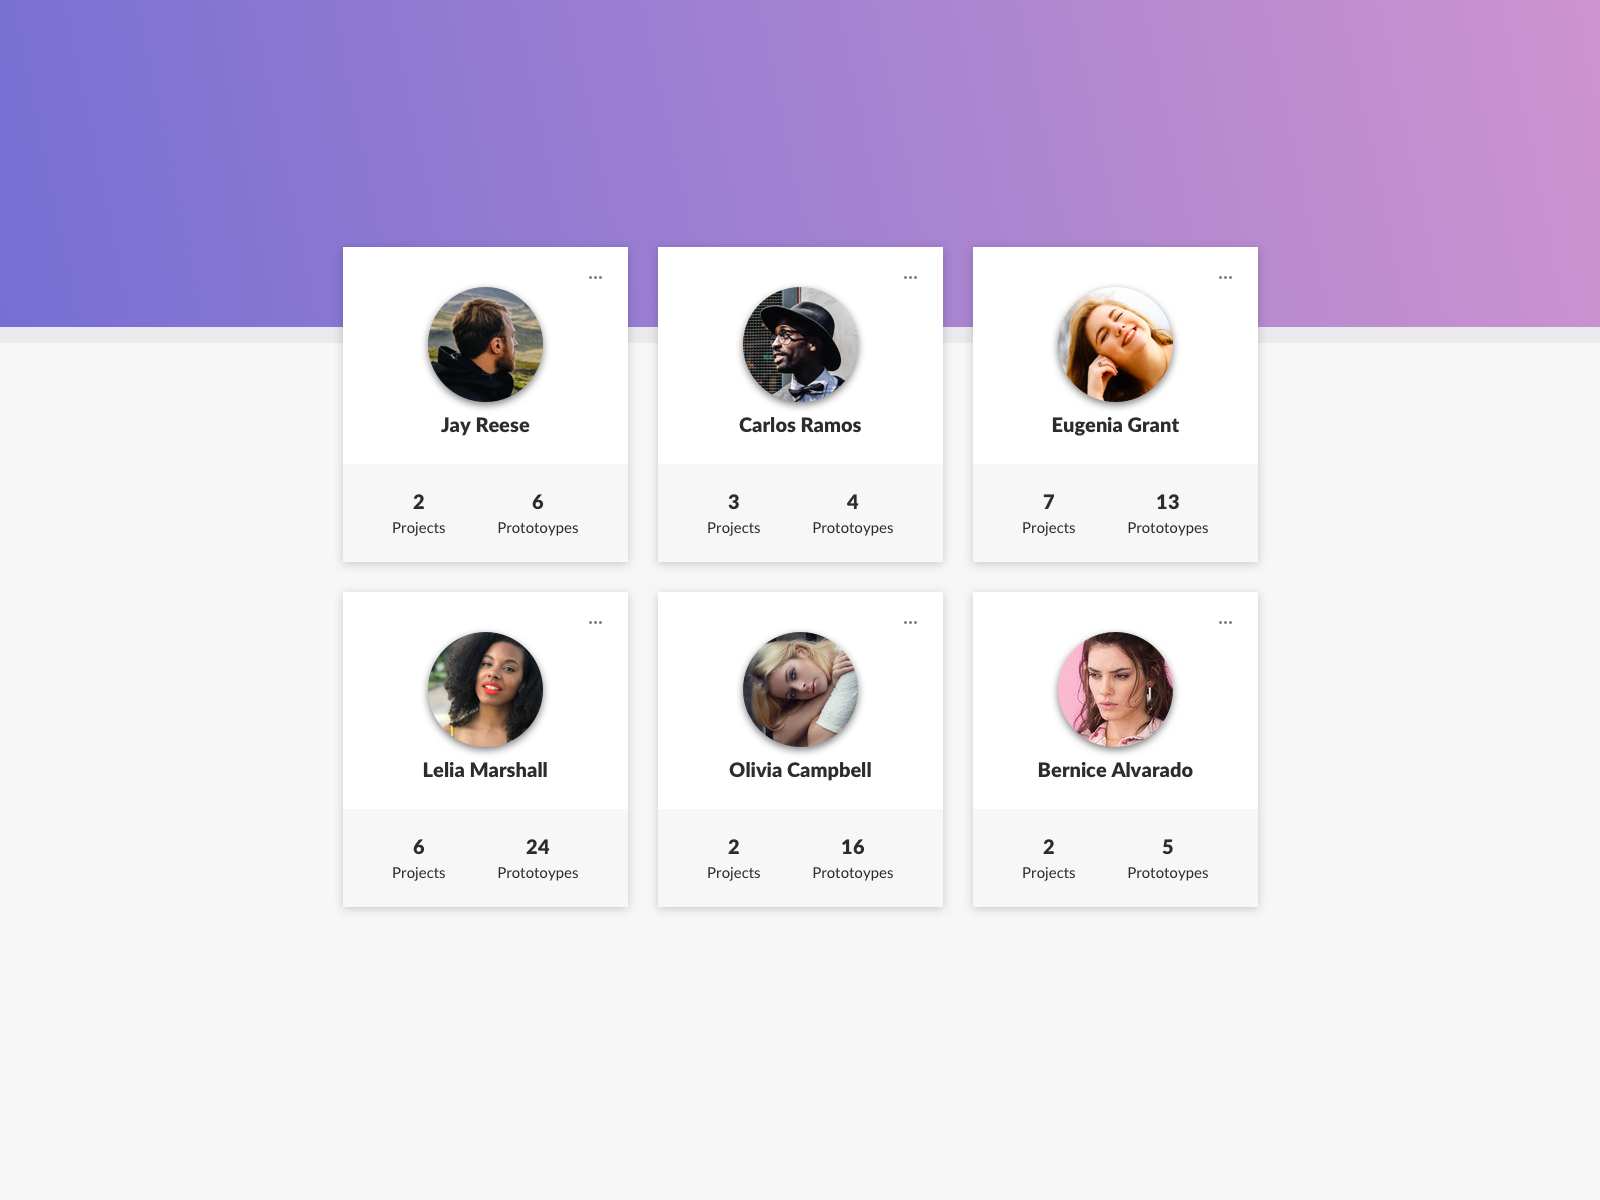 Jay Reese
2 6
Projects Prototoypes
Carlos Ramos
3 4
Projects Prototoypes
Eugenia Grant
7 13
Projects Prototoypes
Lelia Marshall
6 24
Projects Prototoypes
Olivia Campbell
2 16
Projects Prototoypes
Bernice Alvarado
2 5
Projects Prototoypes